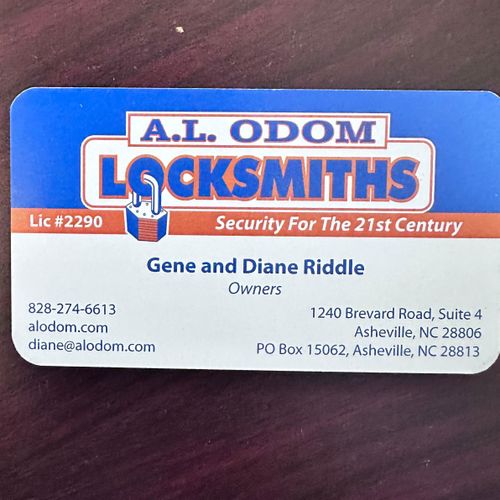 A.L. ODOM
LOCKSMITHS
Lic #2290
Security For The 21st Century
Gene and Diane Riddle
Owners
828-274-6613
alodom.com
diane@alodom.com
1240 Brevard Road, Suite 4
Asheville, NC 28806
PO Box 15062, Asheville, NC 28813